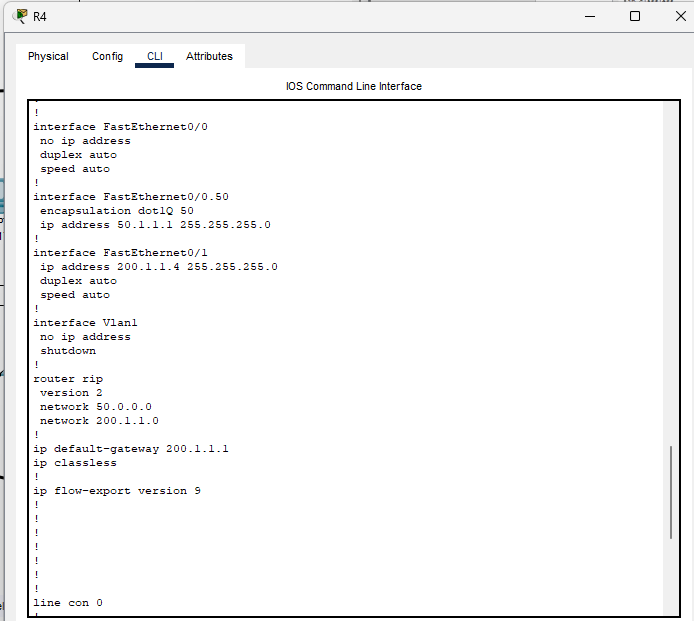 R4
Physical Config CLI Attributes
IOS Command Line Interface
!
!
interface FastEthernet0/0
no ip address
duplex auto
speed auto
!
interface FastEthernet0/0.50
encapsulation dot1Q 50
ip address 50.1.1.1 255.255.255.0
!
interface FastEthernet0/1
ip address 200.1.1.4 255.255.255.0
duplex auto
speed auto
!
interface Vlan1
no ip address
shutdown
!
router rip
version 2
network 50.0.0.0
network 200.1.1.0
!
ip default-gateway 200.1.1.1
ip classless
!
ip flow-export version 9
!
!
!
!
!
!
!
line con 0
!